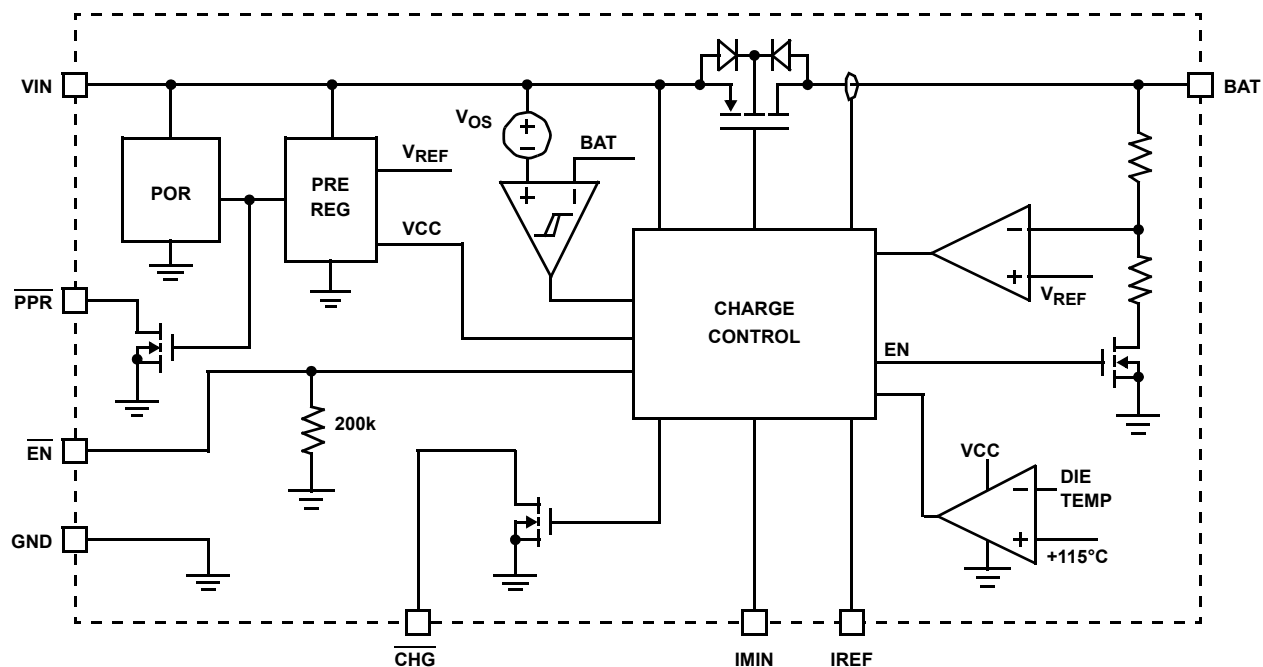 VIN
BAT
VOS
+
−
BAT
VREF
POR
PRE
REG
+
−
VCC
−
+
VREF
PPR
CHARGE
CONTROL
EN
200k
EN
VCC
−
DIE
TEMP
GND
+
+115°C
CHG
IMIN
IREF